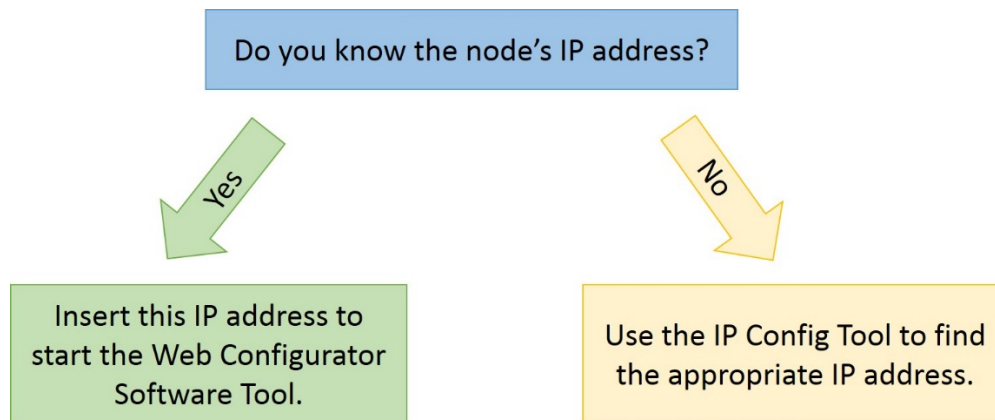 Do you know the node’s IP address?
Yes
No
Insert this IP address to
start the Web Configurator
Software Tool.
Use the IP Config Tool to find
the appropriate IP address.